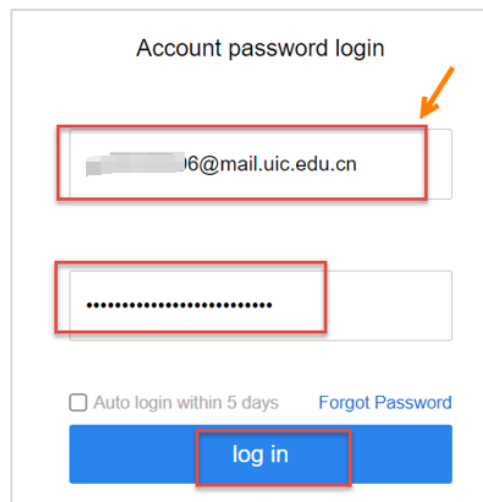 Account password login
6@mail.uic.edu.cn
••••••••••••••••••••••••••
Auto login within 5 days Forgot Password
log in